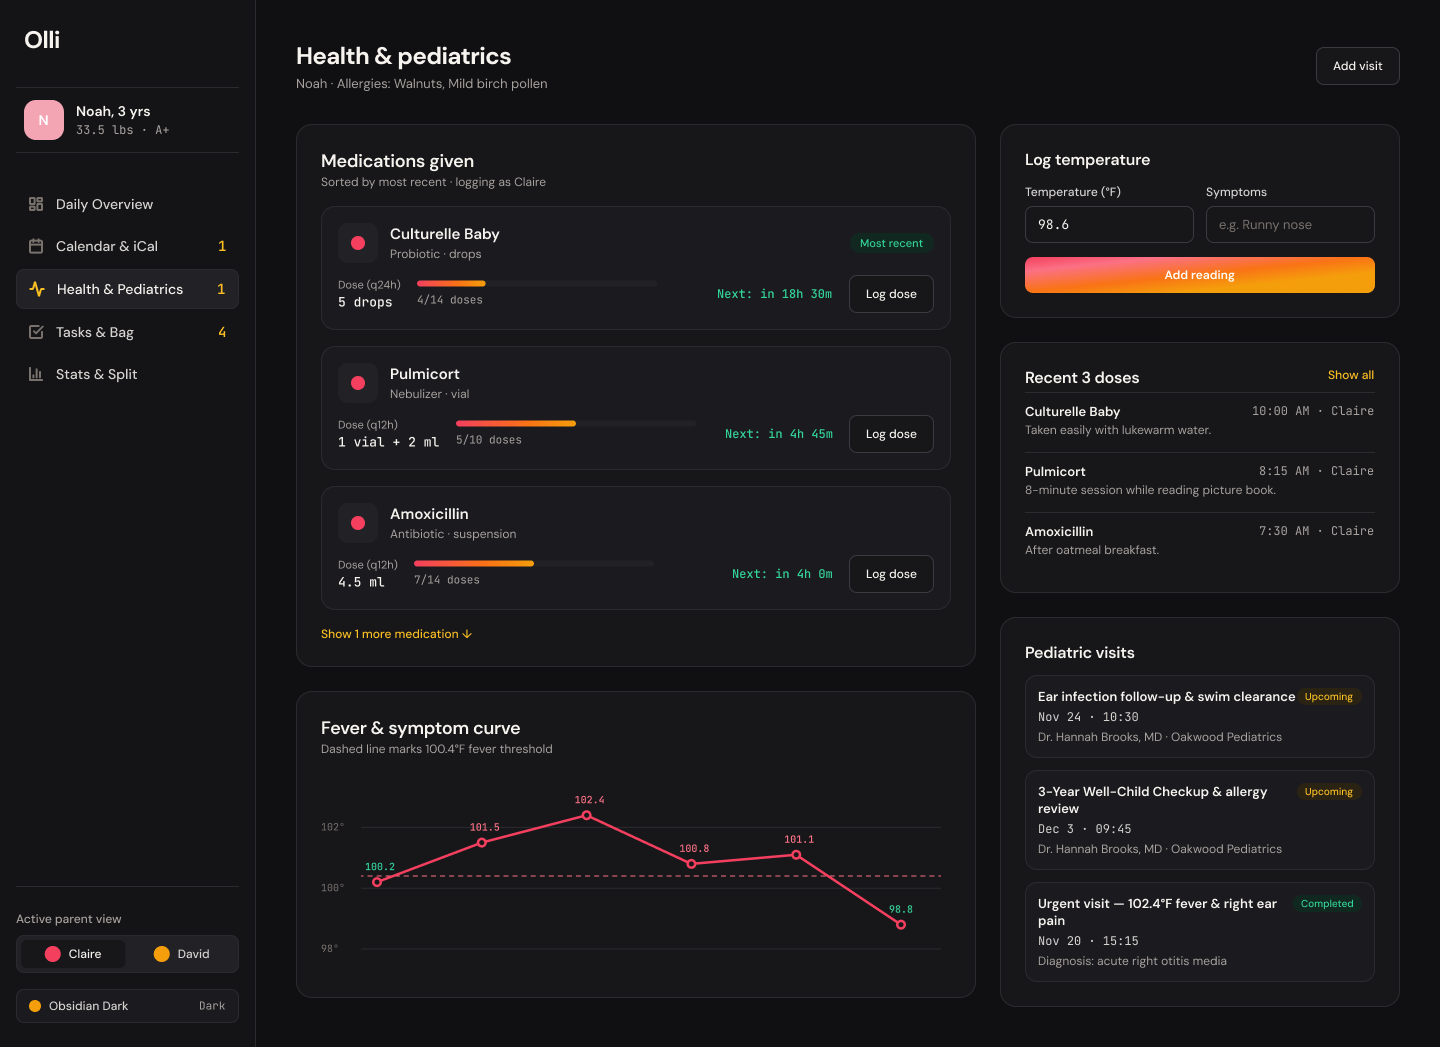 Olli
N
Noah, 3 yrs
33.5 lbs · A+
Daily Overview
Calendar & iCal 1
Health & Pediatrics 1
Tasks & Bag 4
Stats & Split
Active parent view
Claire David
Obsidian Dark Dark
Health & pediatrics
Noah · Allergies: Walnuts, Mild birch pollen
Add visit
Medications given
Sorted by most recent · logging as Claire
Culturelle Baby
Probiotic · drops
Most recent
Dose (q24h)
5 drops
4/14 doses
Next: in 18h 30m
Log dose
Pulmicort
Nebulizer · vial
Dose (q12h)
1 vial + 2 ml
5/10 doses
Next: in 4h 45m
Log dose
Amoxicillin
Antibiotic · suspension
Dose (q12h)
4.5 ml
7/14 doses
Next: in 4h 0m
Log dose
Show 1 more medication ↓
Fever & symptom curve
Dashed line marks 100.4°F fever threshold
102°
100°
98°
100.2
101.5
102.4
100.8
101.1
98.8
Log temperature
Temperature (°F) Symptoms
98.6 e.g. Runny nose
Add reading
Recent 3 doses Show all
Culturelle Baby 10:00 AM · Claire
Taken easily with lukewarm water.
Pulmicort 8:15 AM · Claire
8-minute session while reading picture book.
Amoxicillin 7:30 AM · Claire
After oatmeal breakfast.
Pediatric visits
Ear infection follow-up & swim clearance Upcoming
Nov 24 · 10:30
Dr. Hannah Brooks, MD · Oakwood Pediatrics
3-Year Well-Child Checkup & allergy Upcoming
review
Dec 3 · 09:45
Dr. Hannah Brooks, MD · Oakwood Pediatrics
Urgent visit — 102.4°F fever & right ear Completed
pain
Nov 20 · 15:15
Diagnosis: acute right otitis media